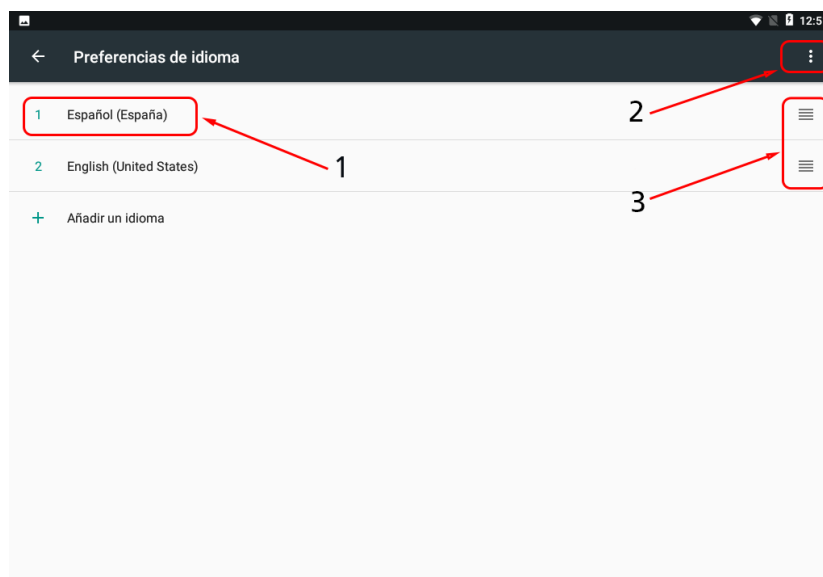 12:5
Preferencias de idioma
2
1 Español (España)
2 English (United States)
1
3
+ Añadir un idioma